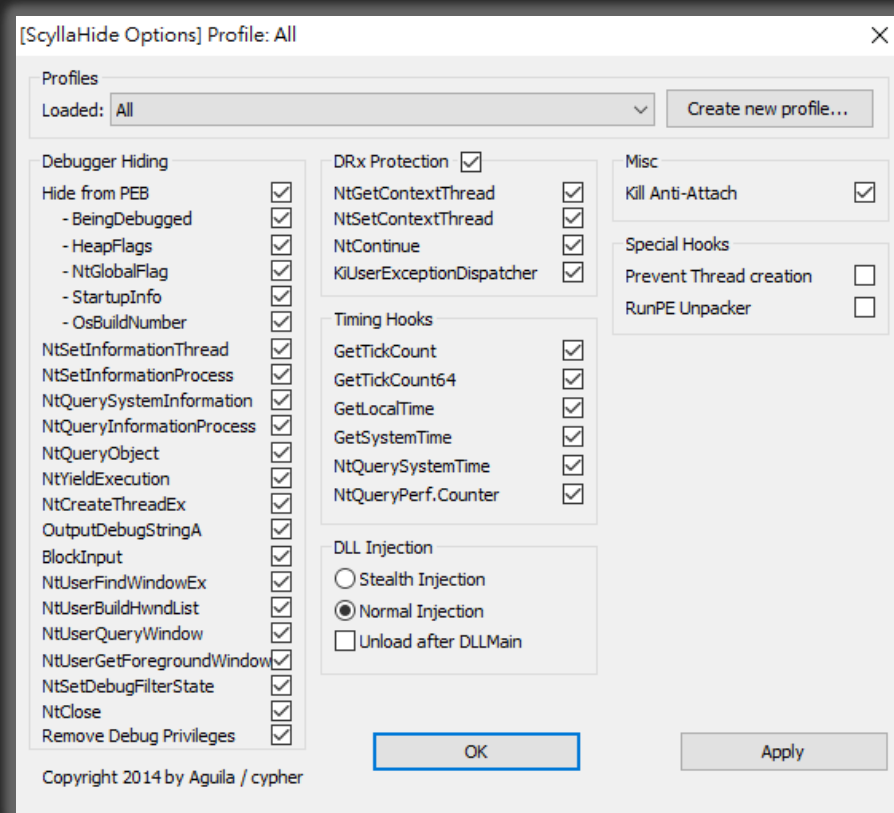 [ScyllaHide Options] Profile: All
Profiles
Loaded: All
Create new profile...
Debugger Hiding
Hide from PEB
- BeingDebugged
- HeapFlags
- NtGlobalFlag
- StartupInfo
- OsBuildNumber
NtSetInformationThread
NtSetInformationProcess
NtQuerySystemInformation
NtQueryInformationProcess
NtQueryObject
NtYieldExecution
NtCreateThreadEx
OutputDebugStringA
BlockInput
NtUserFindWindowEx
NtUserBuildHwndList
NtUserQueryWindow
NtUserGetForegroundWindow
NtSetDebugFilterState
NtClose
Remove Debug Privileges
DRx Protection
NtGetContextThread
NtSetContextThread
NtContinue
KiUserExceptionDispatcher
Timing Hooks
GetTickCount
GetTickCount64
GetLocalTime
GetSystemTime
NtQuerySystemTime
NtQueryPerf.Counter
DLL Injection
Stealth Injection
Normal Injection
Unload after DLLMain
Misc
Kill Anti-Attach
Special Hooks
Prevent Thread creation
RunPE Unpacker
OK
Apply
Copyright 2014 by Aguila / cypher